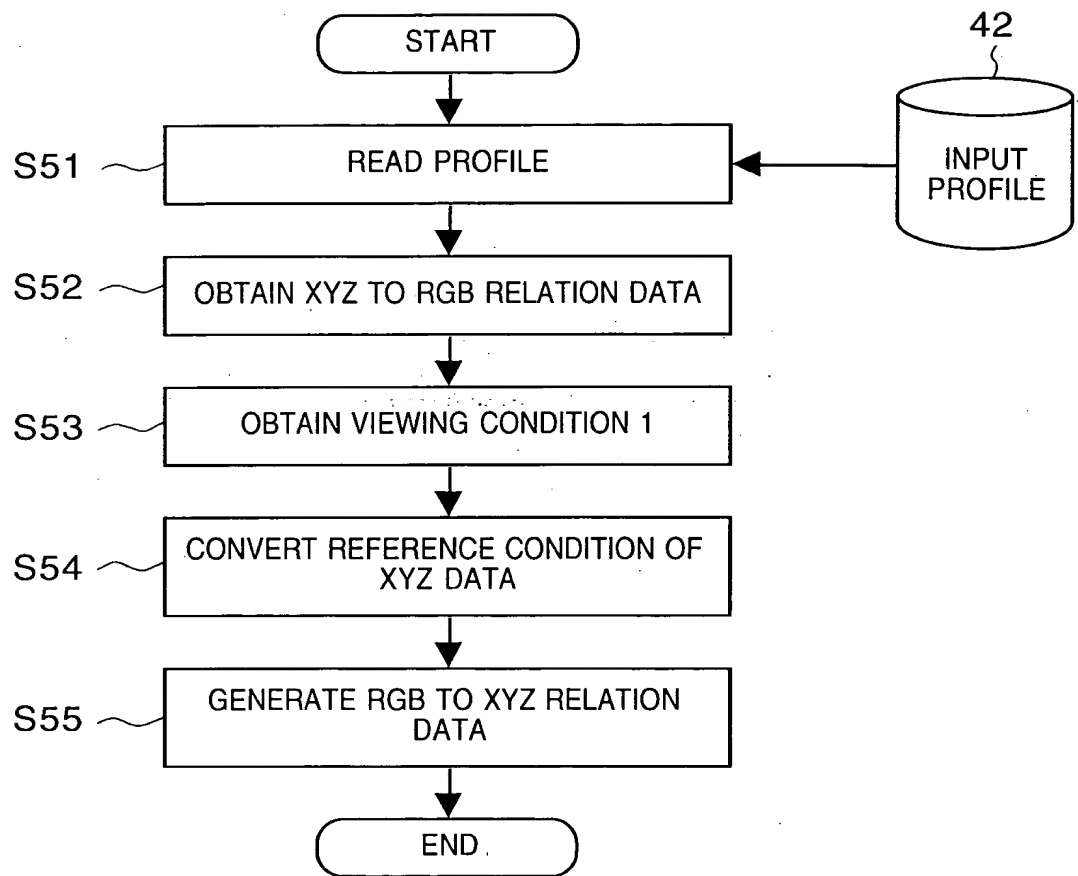 START
42
S51
READ PROFILE
INPUT
PROFILE
S52
OBTAIN XYZ TO RGB RELATION DATA
S53
OBTAIN VIEWING CONDITION 1
S54
CONVERT REFERENCE CONDITION OF
XYZ DATA
S55
GENERATE RGB TO XYZ RELATION
DATA
END